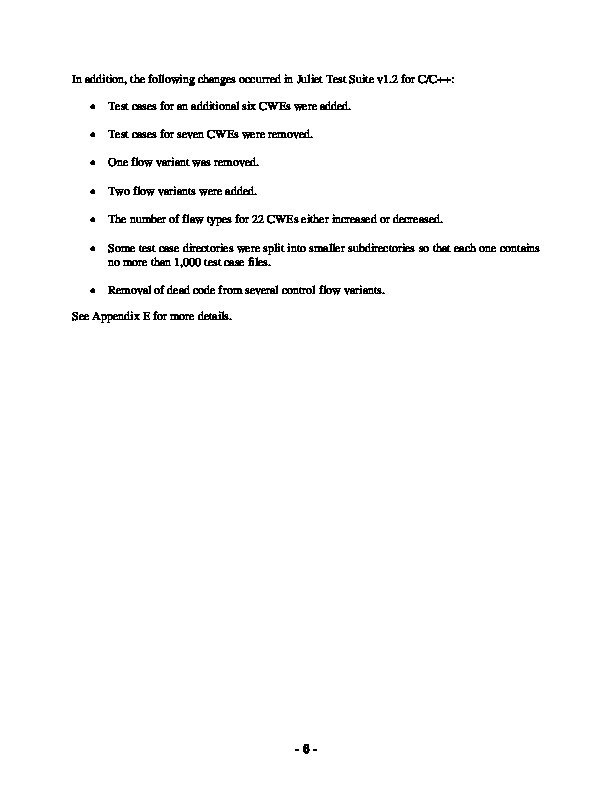 In addition, the following changes occurred in Juliet Test Suite v1.2 for C/C++:
• Test cases for an additional six CWEs were added.
• Test cases for seven CWEs were removed.
• One flow variant was removed.
• Two flow variants were added.
• The number of flaw types for 22 CWEs either increased or decreased.
• Some test case directories were split into smaller subdirectories so that each one contains
no more than 1,000 test case files.
• Removal of dead code from several control flow variants.
See Appendix E for more details.
- 6 -